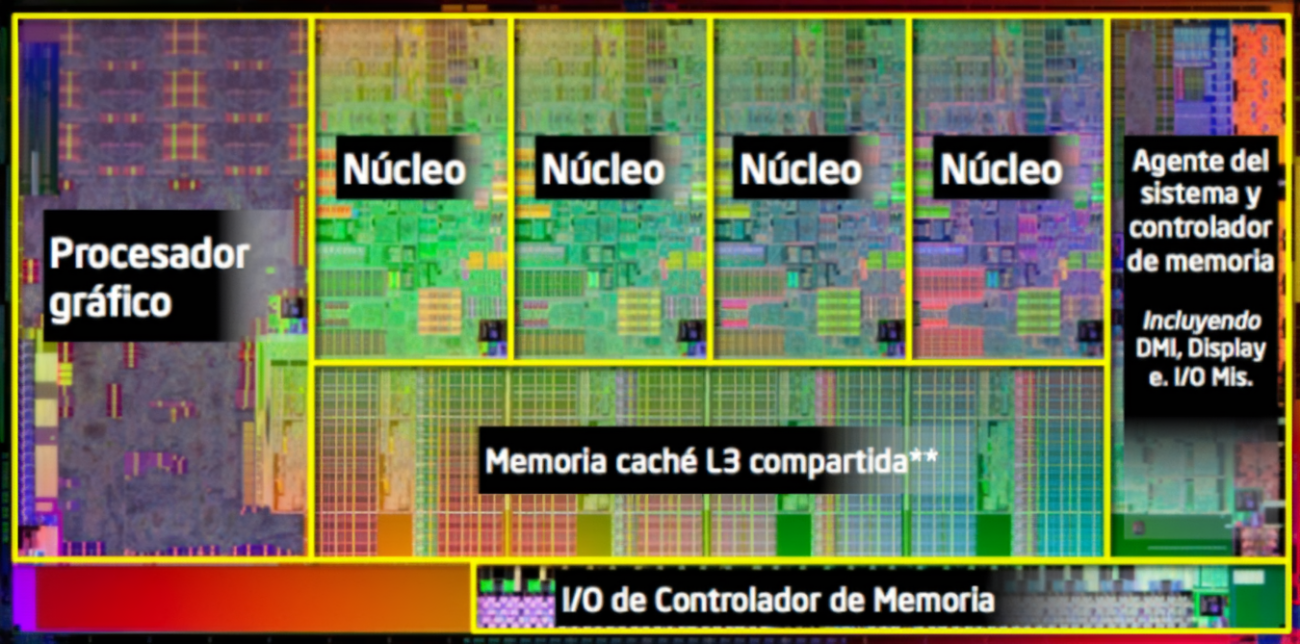 Procesador
gráfico
Núcleo
Núcleo
Núcleo
Núcleo
Agente del
sistema y
controlador
de memoria
Incluyendo
DMI, Display
e. I/O Mis.
Memoria caché L3 compartida**
I/O de Controlador de Memoria